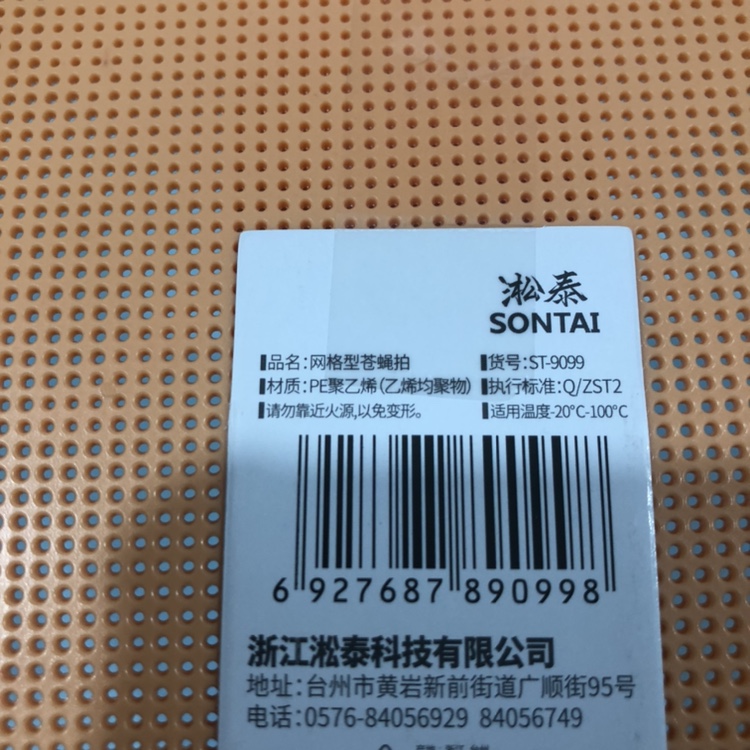 淞泰
SONTAI
品名:网格型苍蝇拍 货号:ST-9099
材质:PE聚乙烯(乙烯均聚物) 执行标准:Q/ZST2
请勿靠近火源,以免变形。 适用温度-20°C-100°C
6 927687 890998
浙江淞泰科技有限公司
地址:台州市黄岩新前街道广顺街95号
电话:0576-84056929 84056749